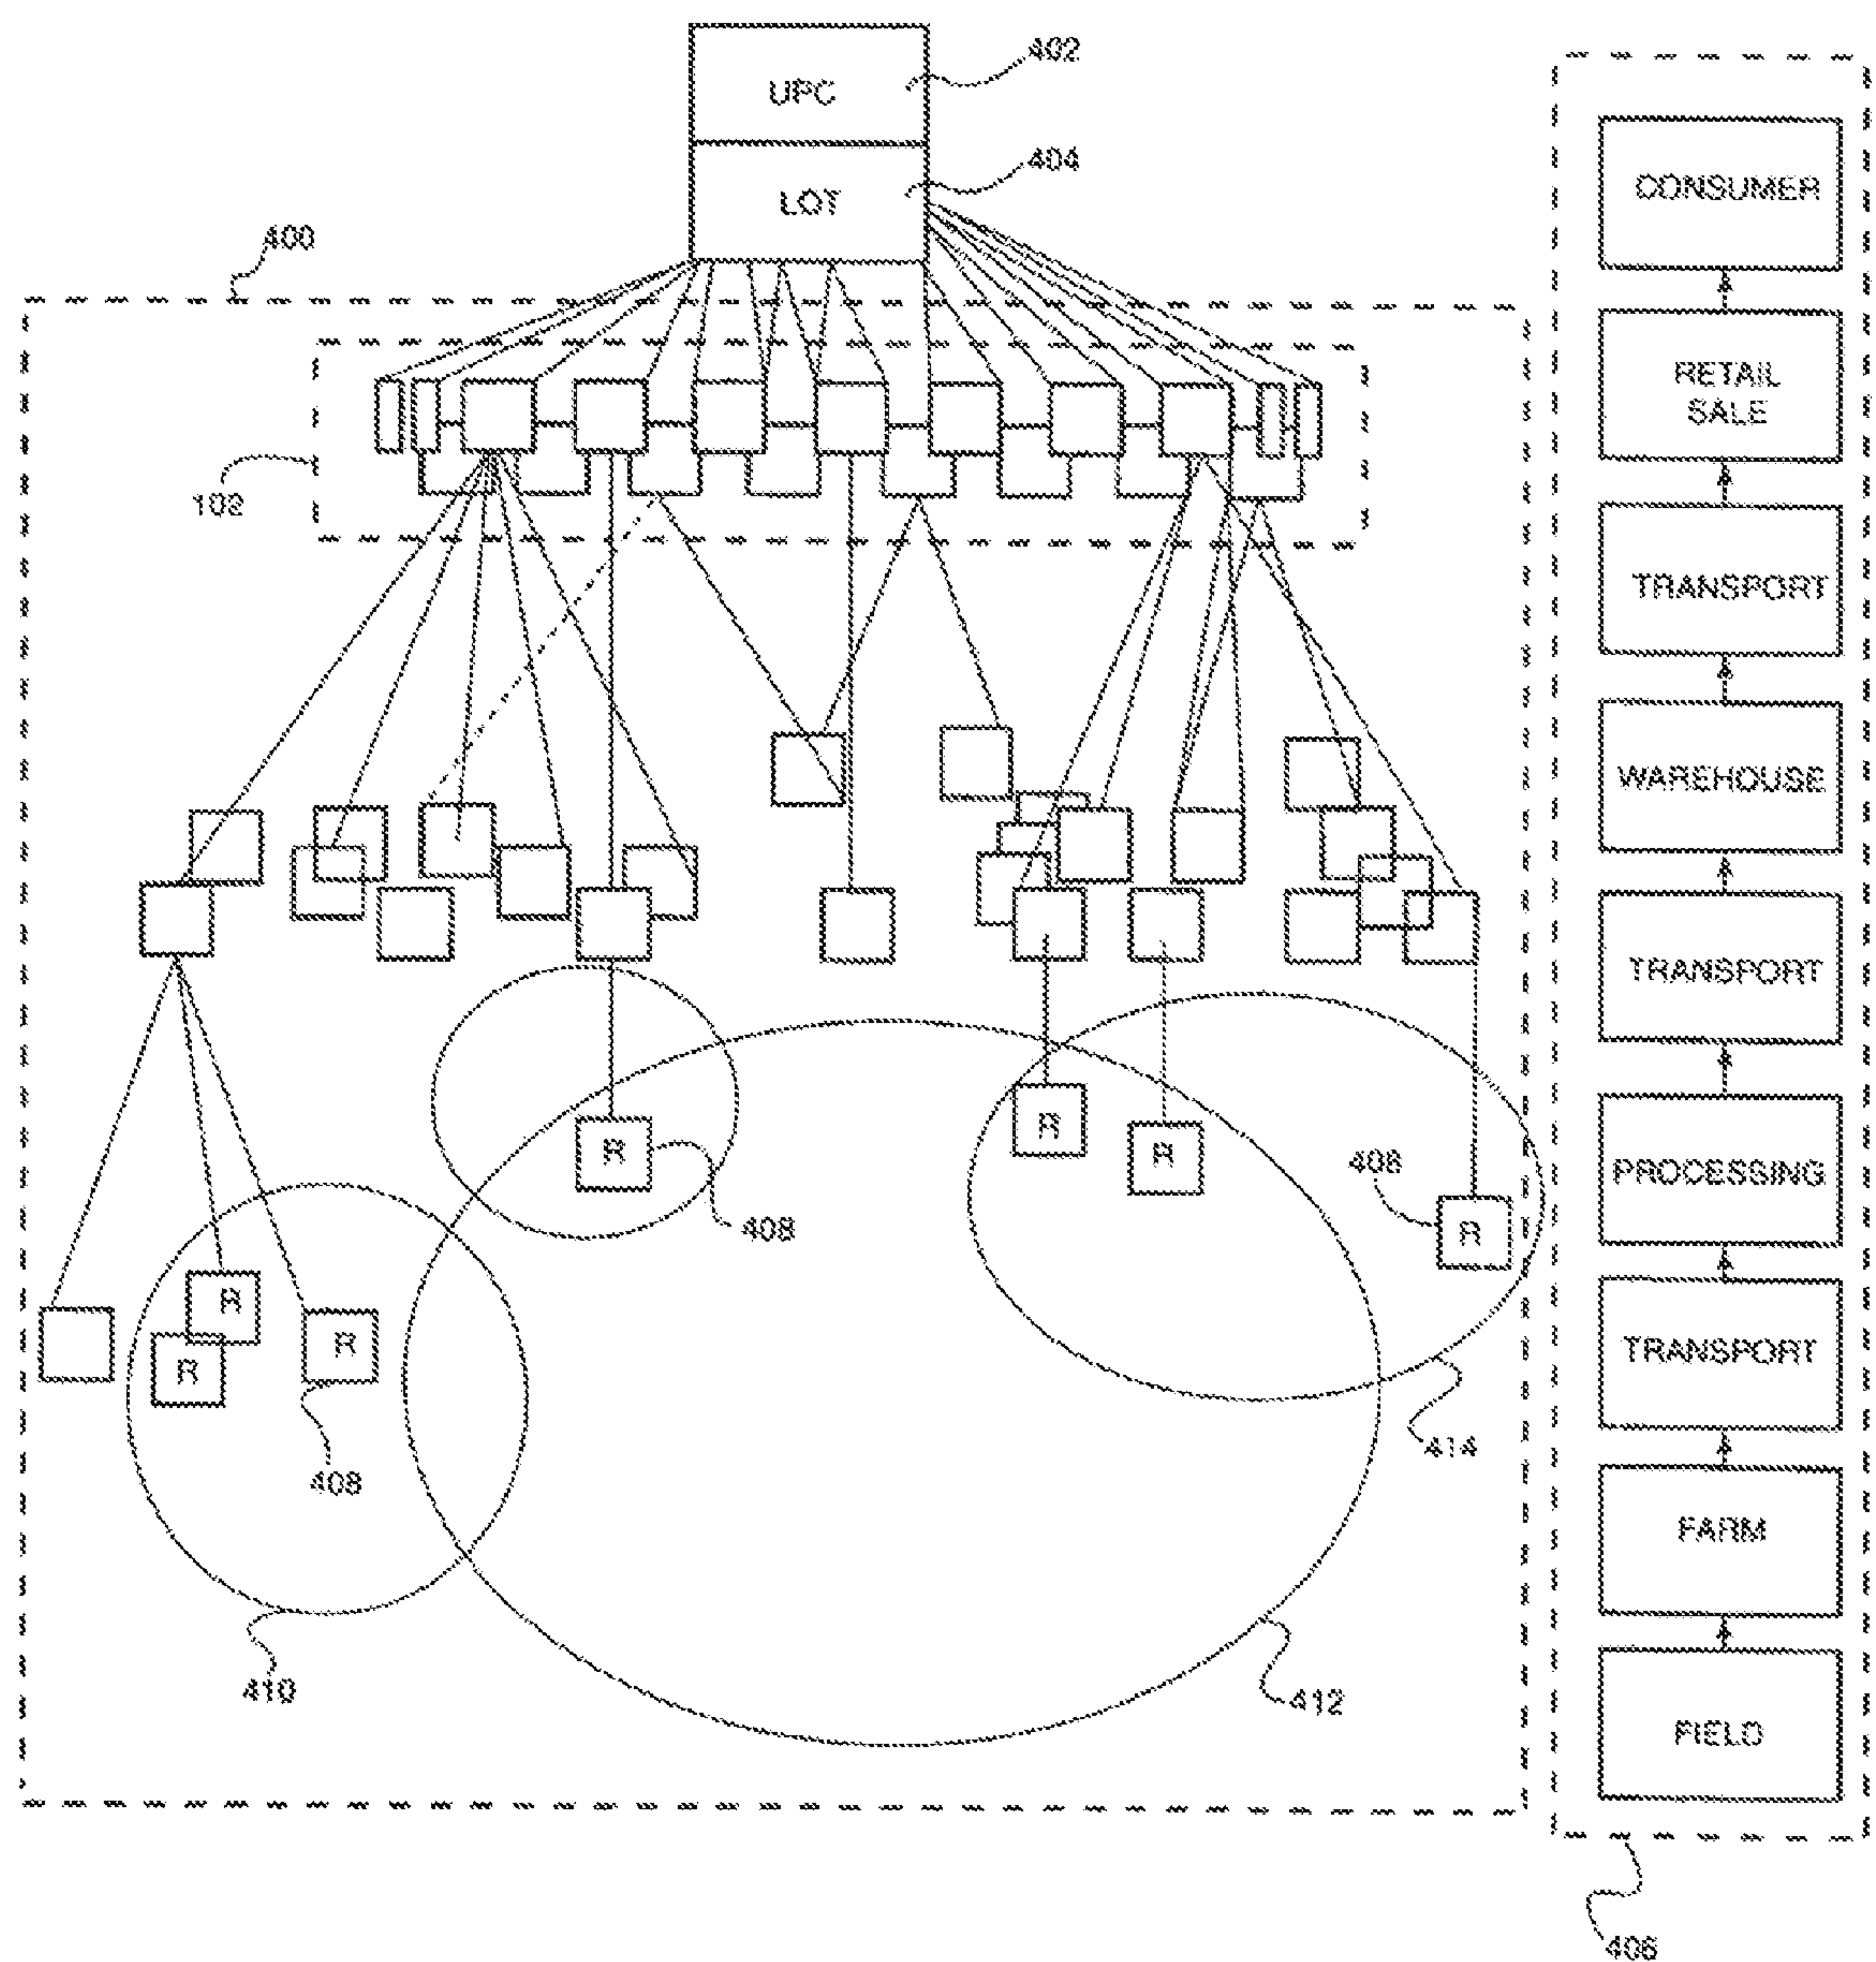 402
UPC
404
LOT
400
102
R
R
R
R
R
R
R
408
408
408
410
412
414
CONSUMER
RETAIL
SALE
TRANSPORT
WAREHOUSE
TRANSPORT
PROCESSING
TRANSPORT
FARM
FIELD
406